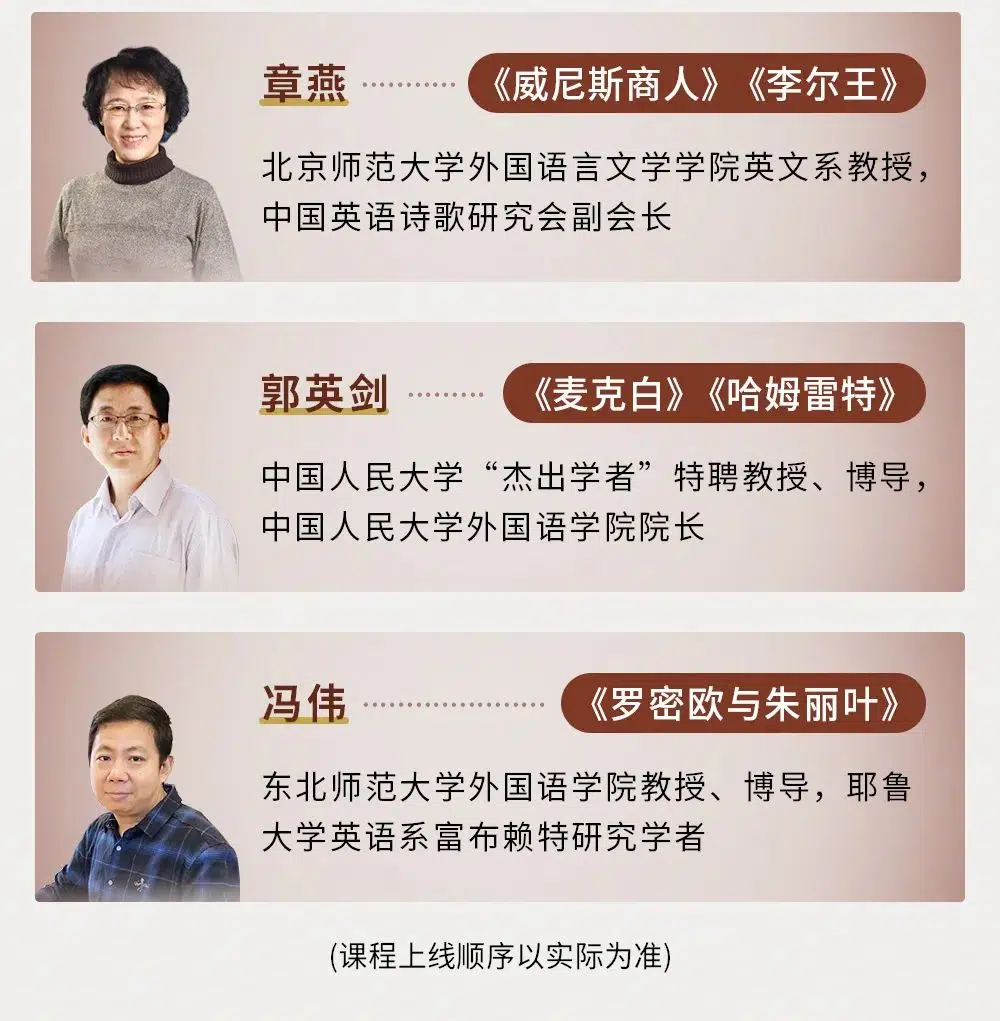 章燕 《威尼斯商人》《李尔王》
北京师范大学外国语言文学学院英文系教授，
中国英语诗歌研究会副会长
郭英剑 《麦克白》《哈姆雷特》
中国人民大学“杰出学者”特聘教授、博导，
中国人民大学外国语学院院长
冯伟 《罗密欧与朱丽叶》
东北师范大学外国语学院教授、博导，耶鲁
大学英语系富布赖特研究学者
(课程上线顺序以实际为准)